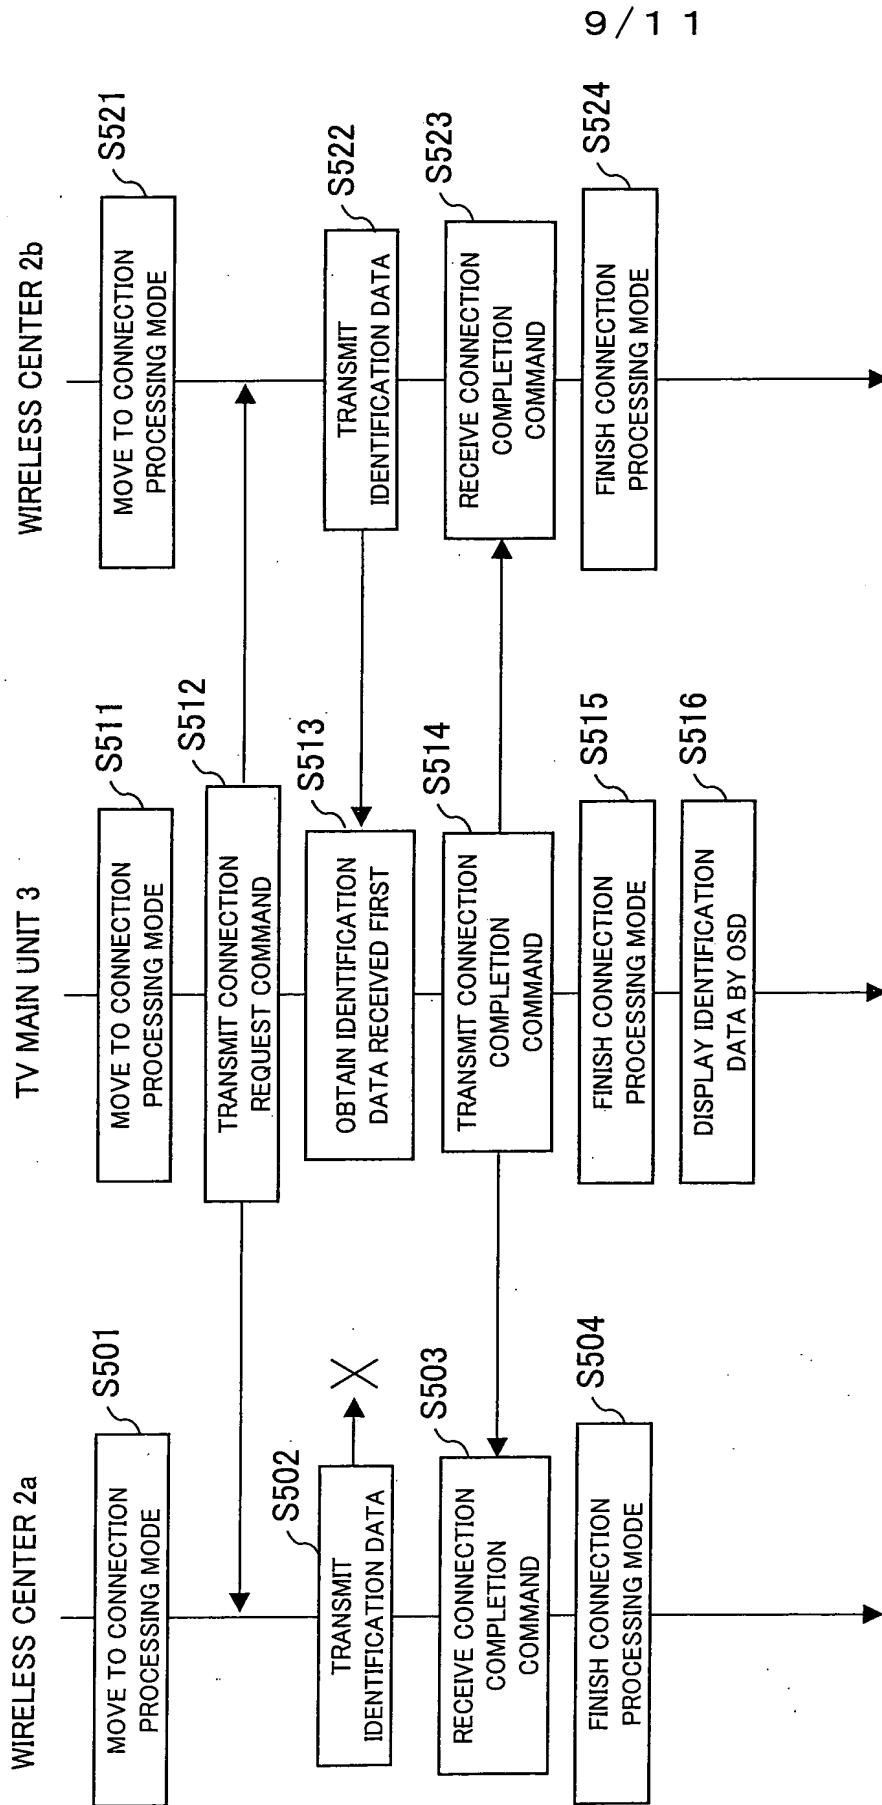 9/11
WIRELESS CENTER 2a
MOVE TO CONNECTION
PROCESSING MODE
S501
TRANSMIT
IDENTIFICATION DATA
S502
RECEIVE CONNECTION
COMPLETION
COMMAND
S503
FINISH CONNECTION
PROCESSING MODE
S504
TV MAIN UNIT 3
MOVE TO CONNECTION
PROCESSING MODE
S511
TRANSMIT CONNECTION
REQUEST COMMAND
S512
OBTAIN IDENTIFICATION
DATA RECEIVED FIRST
S513
TRANSMIT CONNECTION
COMPLETION
COMMAND
S514
FINISH CONNECTION
PROCESSING MODE
S515
DISPLAY IDENTIFICATION
DATA BY OSD
S516
WIRELESS CENTER 2b
MOVE TO CONNECTION
PROCESSING MODE
S521
TRANSMIT
IDENTIFICATION DATA
S522
RECEIVE CONNECTION
COMPLETION
COMMAND
S523
FINISH CONNECTION
PROCESSING MODE
S524